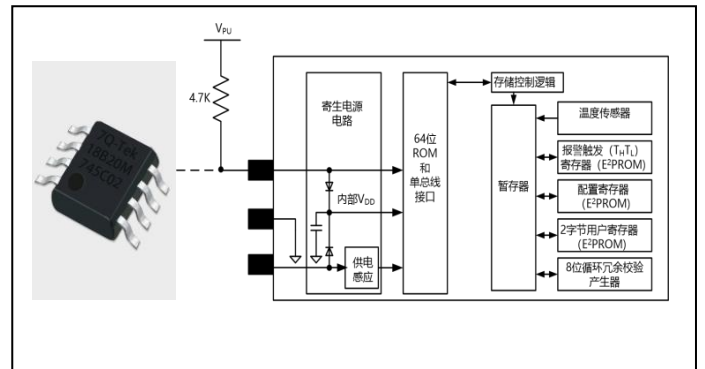 V_PU
4.7K
7Q-Tek
18B20M
745C02
寄生电源
电路
内部V_DD
供电
感应
64位
ROM
和
单总线
接口
存储控制逻辑
暂存器
温度传感器
报警触发（T_HT_L）
寄存器（E²PROM）
配置寄存器
（E²PROM）
2字节用户寄存器
（E²PROM）
8位循环冗余校验
产生器